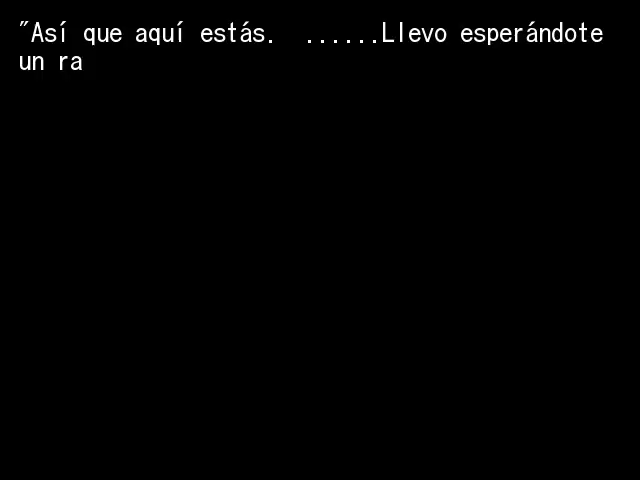 "Así que aquí estás.  ......Llevo esperándote
un ra